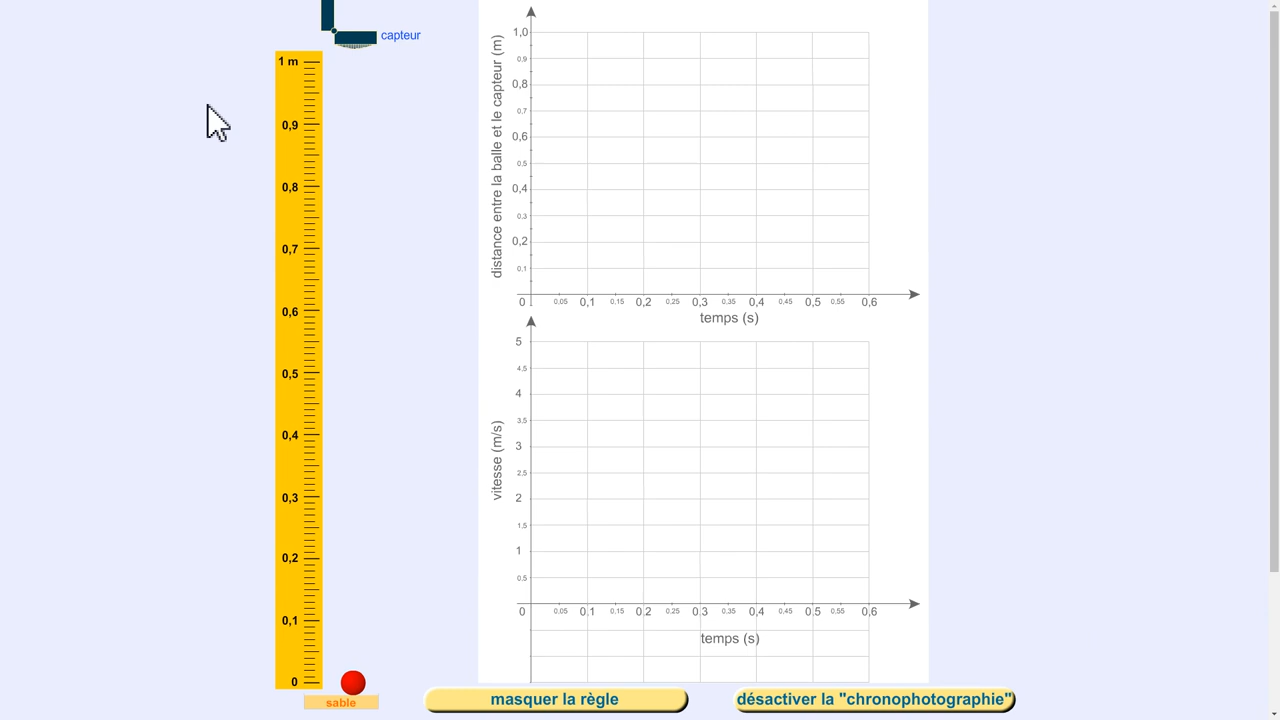 capteur
1 m
0,9
0,8
0,7
0,6
0,5
0,4
0,3
0,2
0,1
0
sable
distance entre la balle et le capteur (m)
1,0
0,9
0,8
0,7
0,6
0,5
0,4
0,3
0,2
0,1
0 0,05 0,1 0,15 0,2 0,25 0,3 0,35 0,4 0,45 0,5 0,55 0,6
temps (s)
vitesse (m/s)
5
4,5
4
3,5
3
2,5
2
1,5
1
0,5
0 0,05 0,1 0,15 0,2 0,25 0,3 0,35 0,4 0,45 0,5 0,55 0,6
temps (s)
masquer la règle
désactiver la "chronophotographie"